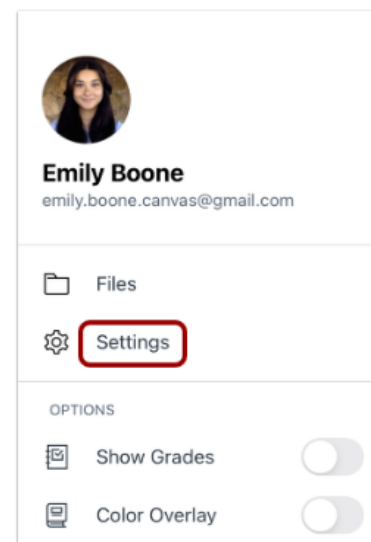 Emily Boone
emily.boone.canvas@gmail.com
Files
Settings
OPTIONS
Show Grades
Color Overlay